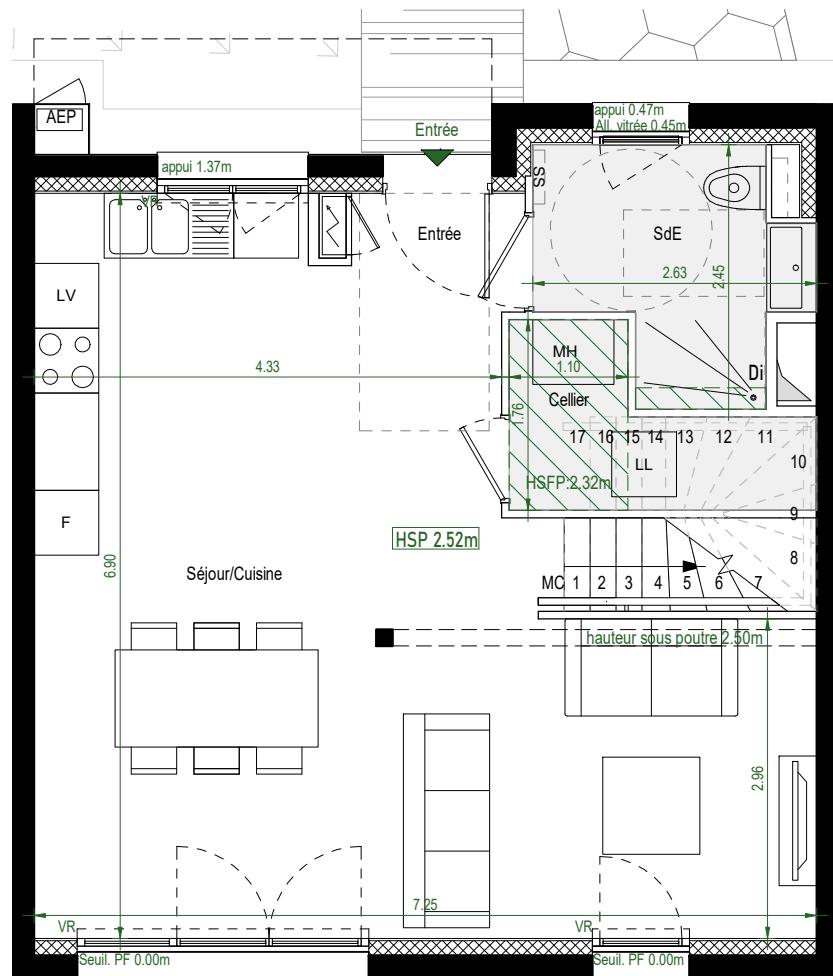 appui 0.47m
All. vitrée 0.45m
AEP
Entrée
appui 1.37m
VR
SS
Entrée
SdE
2.63
2.45
LV
MH
4.33
1.10
Di
Cellier
1.76
17 16 15 14 13 12 11
LL
10
HSFP:2.32m
F
9
HSP 2.52m
8
6.90
Séjour/Cuisine
MC 1 2 3 4 5 6 7
hauteur sous poutre 2.50m
2.96
7.25
VR
VR
Seuil. PF 0.00m
Seuil. PF 0.00m